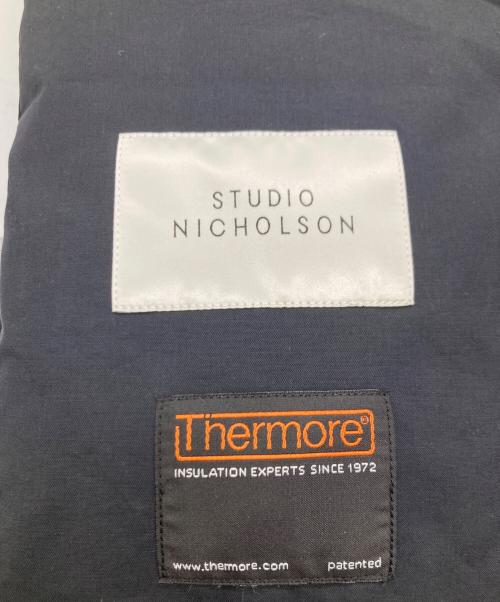 STUDIO
NICHOLSON
Thermore®
INSULATION EXPERTS SINCE 1972
www.thermore.com patented